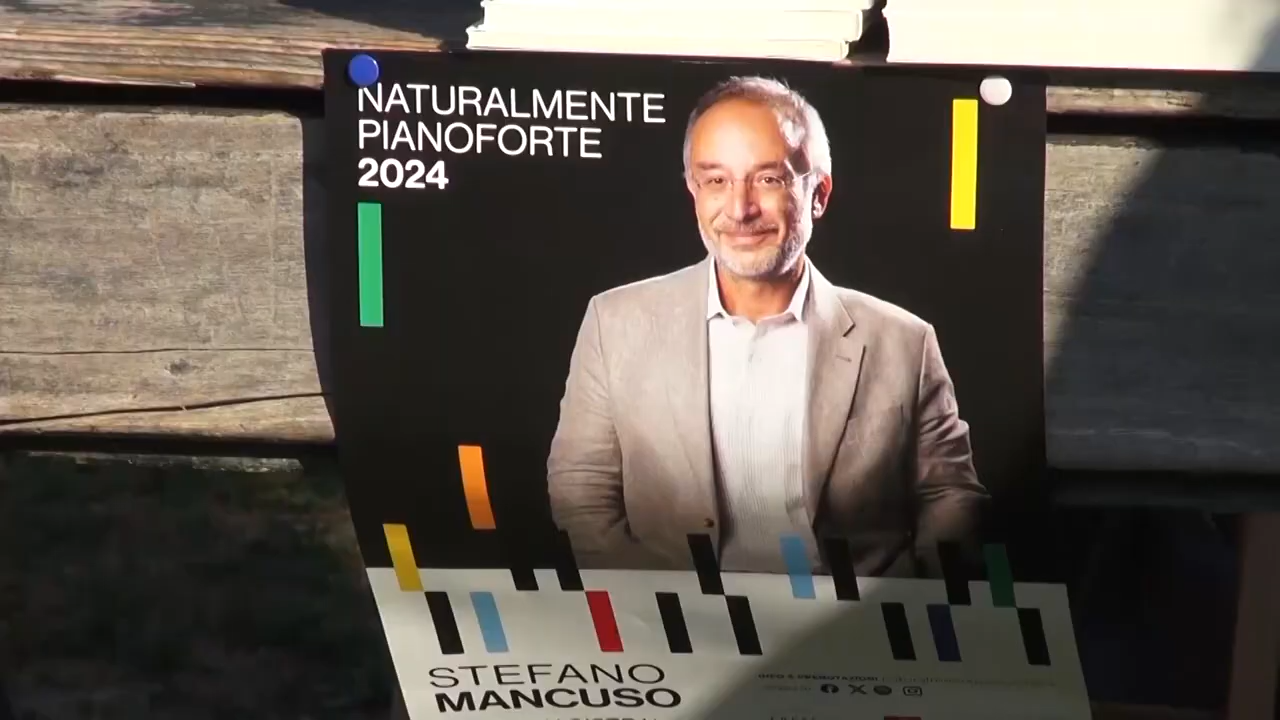 NATURALMENTE
PIANOFORTE
2024
STEFANO
MANCUSO